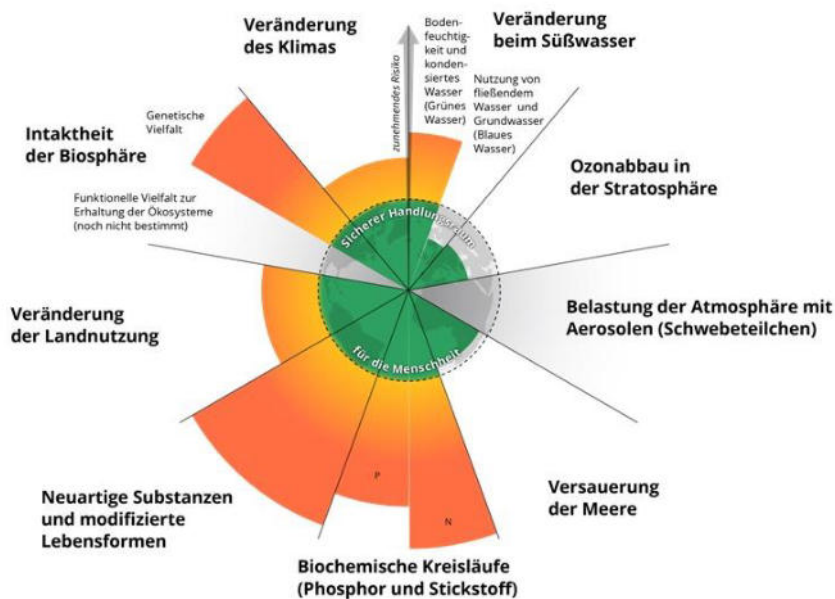 Veränderung
des Klimas
zunehmendes Risiko
Boden-
feuchtig-
keit und
konden-
siertes
Wasser
(Grünes
Wasser)
Veränderung
beim Süßwasser
Nutzung von
fließendem
Wasser und
Grundwasser
(Blaues
Wasser)
Genetische
Vielfalt
Intaktheit
der Biosphäre
Funktionelle Vielfalt zur
Erhaltung der Ökosysteme
(noch nicht bestimmt)
Ozonabbau in
der Stratosphäre
Sicherer Handlungsraum
für die Menschheit
Veränderung
der Landnutzung
Belastung der Atmosphäre mit
Aerosolen (Schwebeteilchen)
Neuartige Substanzen
und modifizierte
Lebensformen
P
N
Versauerung
der Meere
Biochemische Kreisläufe
(Phosphor und Stickstoff)